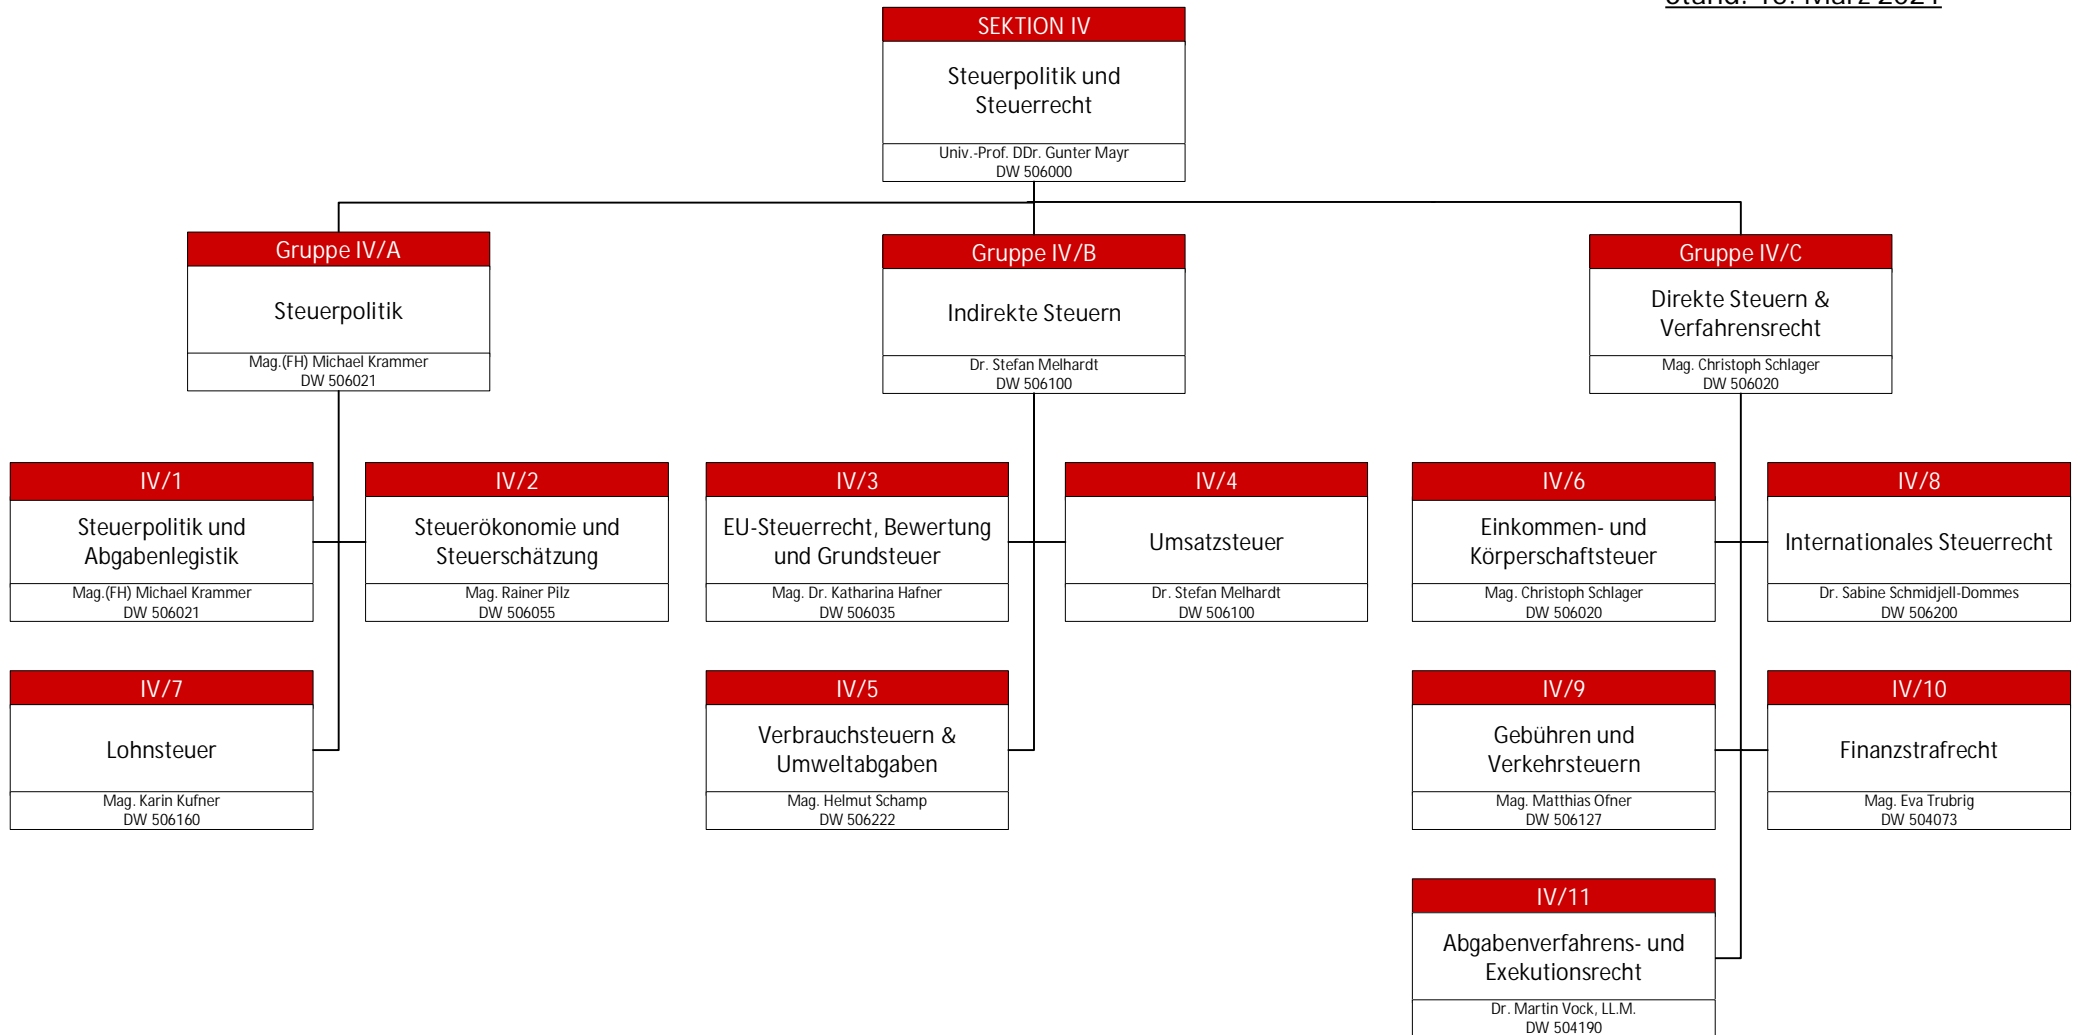 SEKTION IV
Steuerpolitik und
Steuerrecht
Univ.-Prof. DDr. Gunter Mayr
DW 506000
Gruppe IV/A
Steuerpolitik
Mag.(FH) Michael Krammer
DW 506021
Gruppe IV/B
Indirekte Steuern
Dr. Stefan Melhardt
DW 506100
Gruppe IV/C
Direkte Steuern &
Verfahrensrecht
Mag. Christoph Schlager
DW 506020
IV/1
Steuerpolitik und
Abgabenlegistik
Mag.(FH) Michael Krammer
DW 506021
IV/2
Steuerökonomie und
Steuerschätzung
Mag. Rainer Pilz
DW 506055
IV/3
EU-Steuerrecht, Bewertung
und Grundsteuer
Mag. Dr. Katharina Hafner
DW 506035
IV/4
Umsatzsteuer
Dr. Stefan Melhardt
DW 506100
IV/6
Einkommen- und
Körperschaftsteuer
Mag. Christoph Schlager
DW 506020
IV/8
Internationales Steuerrecht
Dr. Sabine Schmidjell-Dommes
DW 506200
IV/7
Lohnsteuer
Mag. Karin Kufner
DW 506160
IV/5
Verbrauchsteuern &
Umweltabgaben
Mag. Helmut Schamp
DW 506222
IV/9
Gebühren und
Verkehrsteuern
Mag. Matthias Ofner
DW 506127
IV/10
Finanzstrafrecht
Mag. Eva Trubrig
DW 504073
IV/11
Abgabenverfahrens- und
Exekutionsrecht
Dr. Martin Vock, LL.M.
DW 504190